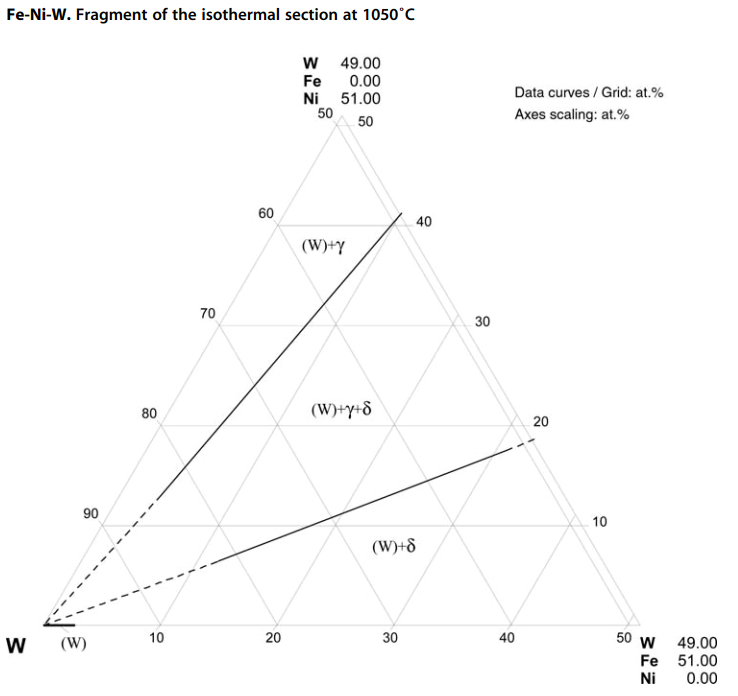 Fe-Ni-W. Fragment of the isothermal section at 1050˚C
W 49.00
Fe 0.00
Ni 51.00
Data curves / Grid: at.%
Axes scaling: at.%
50 50
60 40
(W)+γ
70 30
80 20
(W)+γ+δ
90 10
(W)+δ
W (W) 10 20 30 40 50
W 49.00
Fe 51.00
Ni 0.00